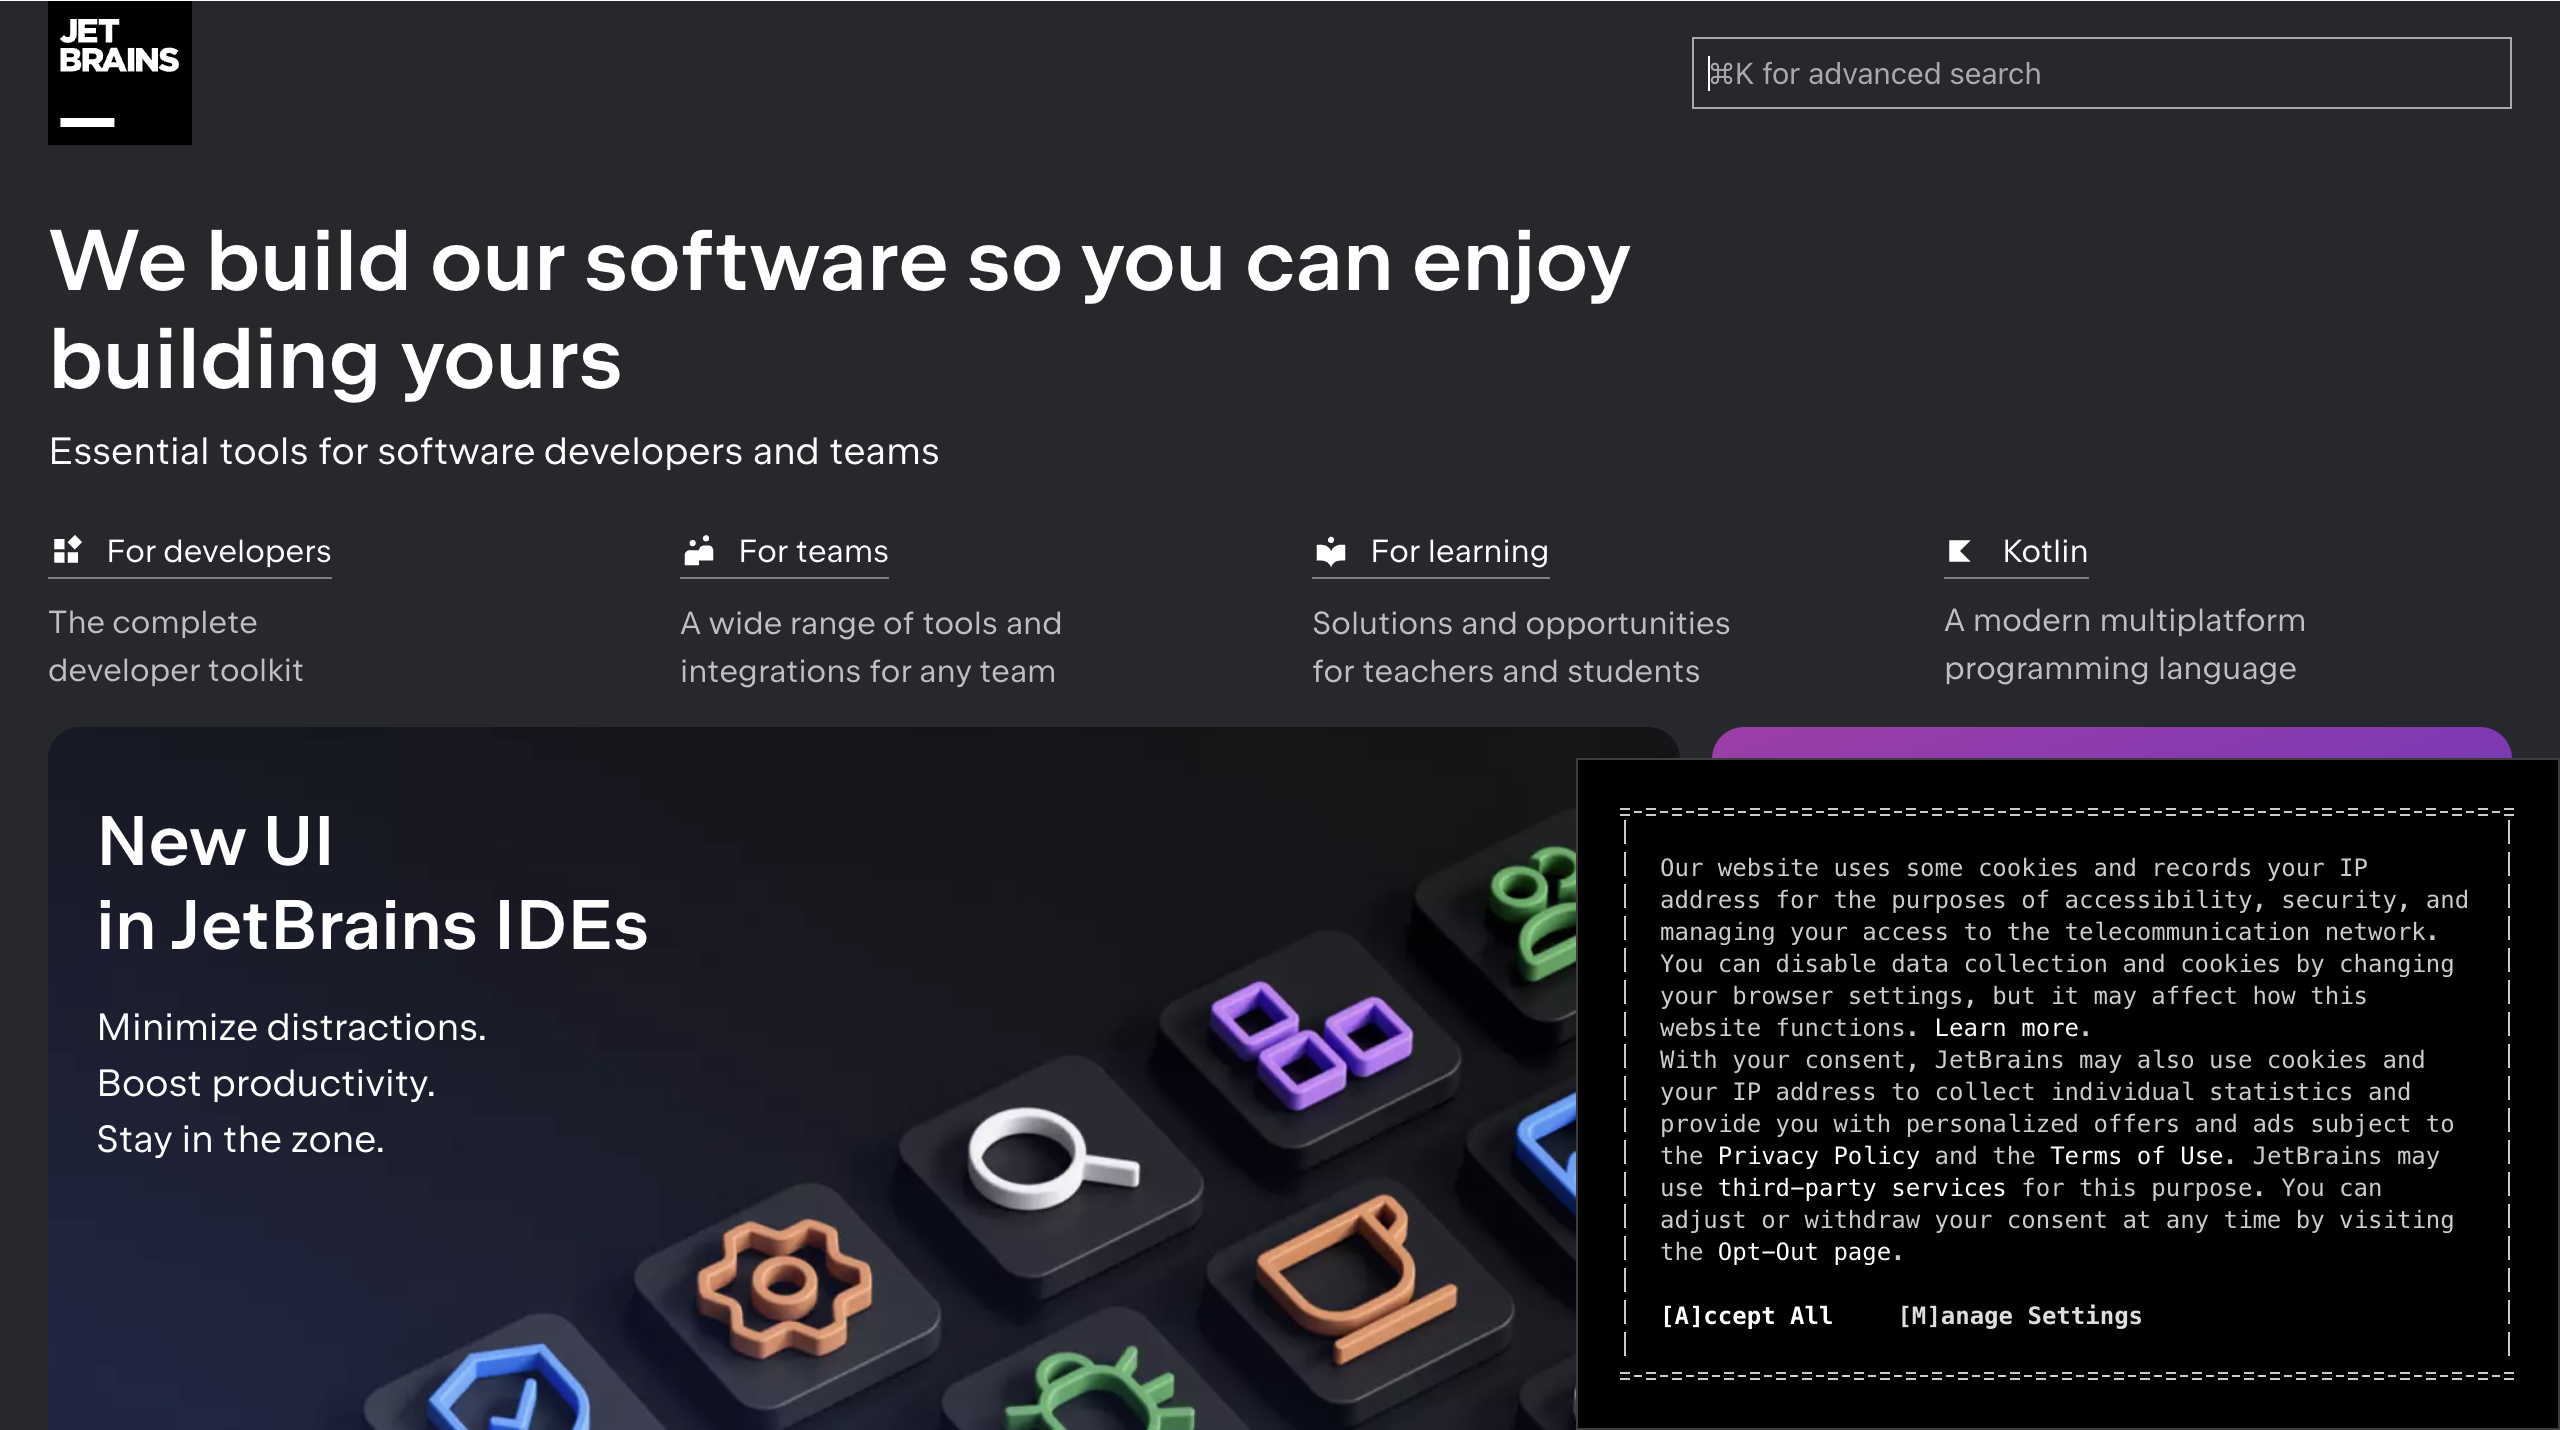 JET
BRAINS
⌘K for advanced search
We build our software so you can enjoy
building yours
Essential tools for software developers and teams
For developers
The complete
developer toolkit
For teams
A wide range of tools and
integrations for any team
For learning
Solutions and opportunities
for teachers and students
Kotlin
A modern multiplatform
programming language
New UI
in JetBrains IDEs
Minimize distractions.
Boost productivity.
Stay in the zone.
Our website uses some cookies and records your IP
address for the purposes of accessibility, security, and
managing your access to the telecommunication network.
You can disable data collection and cookies by changing
your browser settings, but it may affect how this
website functions. Learn more.
With your consent, JetBrains may also use cookies and
your IP address to collect individual statistics and
provide you with personalized offers and ads subject to
the Privacy Policy and the Terms of Use. JetBrains may
use third-party services for this purpose. You can
adjust or withdraw your consent at any time by visiting
the Opt-Out page.
[A]ccept All [M]anage Settings